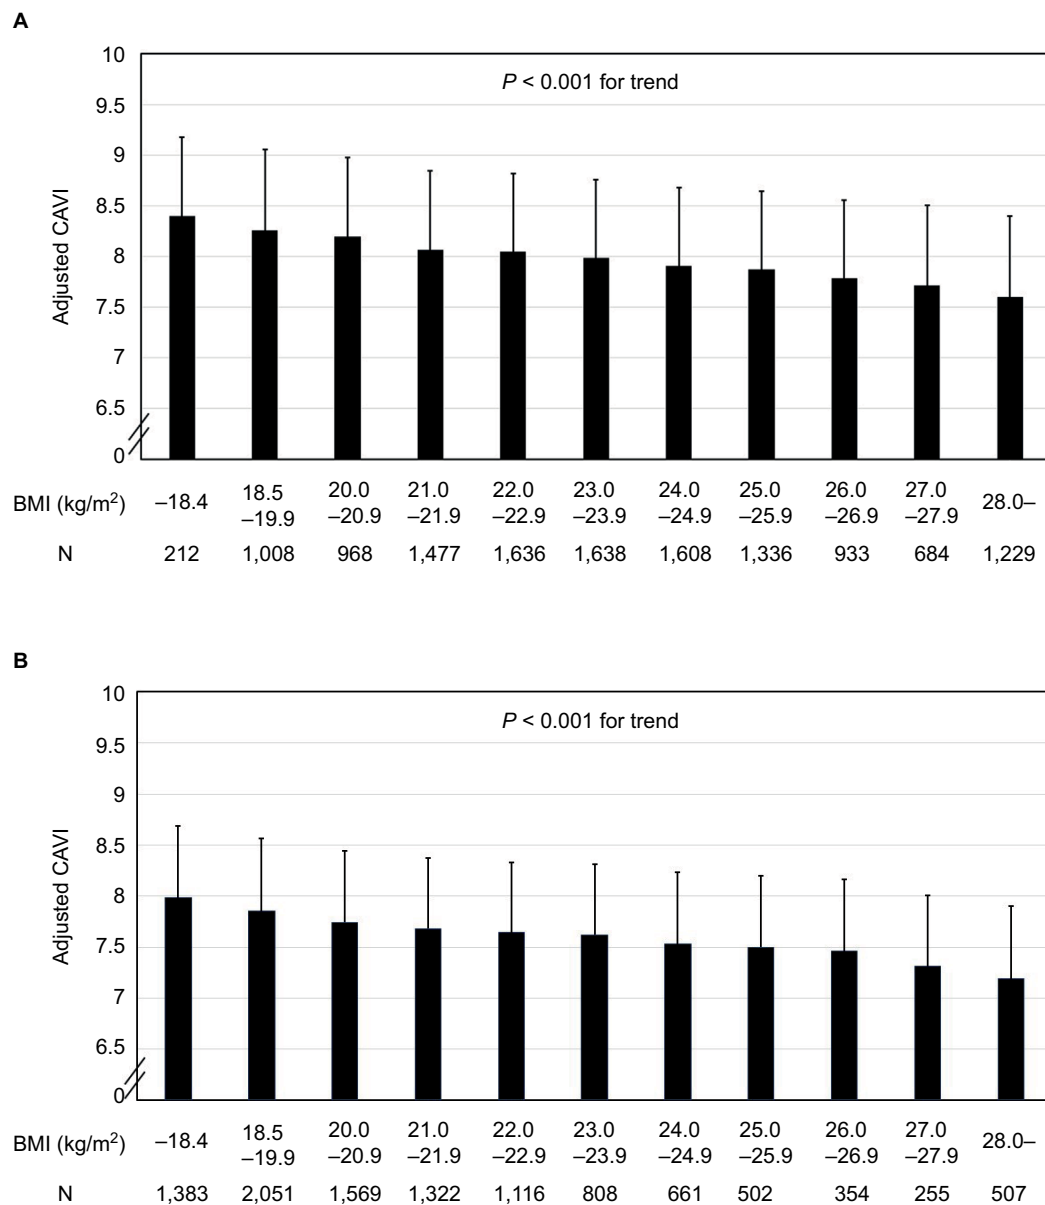 A
10
P < 0.001 for trend
9.5
9
8.5
8
7.5
7
6.5
0
Adjusted CAVI
BMI (kg/m²) –18.4 18.5 –19.9 20.0 –20.9 21.0 –21.9 22.0 –22.9 23.0 –23.9 24.0 –24.9 25.0 –25.9 26.0 –26.9 27.0 –27.9 28.0–
N 212 1,008 968 1,477 1,636 1,638 1,608 1,336 933 684 1,229
B
10
P < 0.001 for trend
9.5
9
8.5
8
7.5
7
6.5
0
Adjusted CAVI
BMI (kg/m²) –18.4 18.5 –19.9 20.0 –20.9 21.0 –21.9 22.0 –22.9 23.0 –23.9 24.0 –24.9 25.0 –25.9 26.0 –26.9 27.0 –27.9 28.0–
N 1,383 2,051 1,569 1,322 1,116 808 661 502 354 255 507